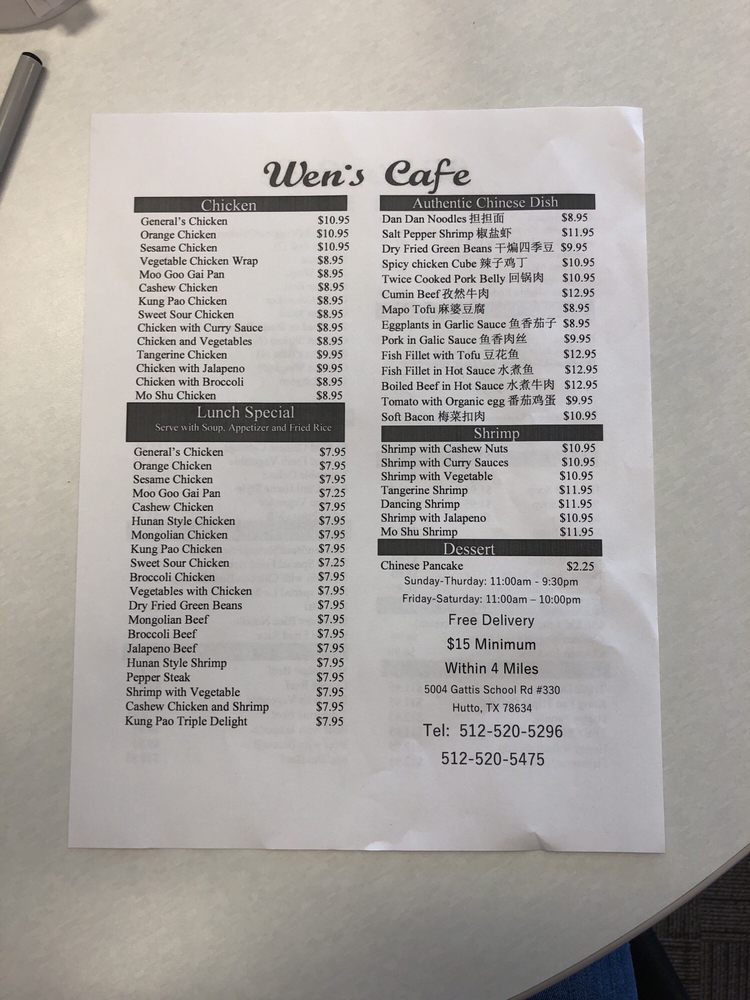 Wen's Cafe
Chicken
General's Chicken $10.95
Orange Chicken $10.95
Sesame Chicken $10.95
Vegetable Chicken Wrap $8.95
Moo Goo Gai Pan $8.95
Cashew Chicken $8.95
Kung Pao Chicken $8.95
Sweet Sour Chicken $8.95
Chicken with Curry Sauce $8.95
Chicken and Vegetables $8.95
Tangerine Chicken $9.95
Chicken with Jalapeno $9.95
Chicken with Broccoli $8.95
Mo Shu Chicken $8.95
Lunch Special
Serve with Soup, Appetizer and Fried Rice
General's Chicken $7.95
Orange Chicken $7.95
Sesame Chicken $7.95
Moo Goo Gai Pan $7.25
Cashew Chicken $7.95
Hunan Style Chicken $7.95
Mongolian Chicken $7.95
Kung Pao Chicken $7.95
Sweet Sour Chicken $7.25
Broccoli Chicken $7.95
Vegetables with Chicken $7.95
Dry Fried Green Beans $7.95
Mongolian Beef $7.95
Broccoli Beef $7.95
Jalapeno Beef $7.95
Hunan Style Shrimp $7.95
Pepper Steak $7.95
Shrimp with Vegetable $7.95
Cashew Chicken and Shrimp $7.95
Kung Pao Triple Delight $7.95
Authentic Chinese Dish
Dan Dan Noodles 担担面 $8.95
Salt Pepper Shrimp 椒盐虾 $11.95
Dry Fried Green Beans 干煸四季豆 $9.95
Spicy chicken Cube 辣子鸡丁 $10.95
Twice Cooked Pork Belly 回锅肉 $10.95
Cumin Beef 孜然牛肉 $12.95
Mapo Tofu 麻婆豆腐 $8.95
Eggplants in Garlic Sauce 鱼香茄子 $8.95
Pork in Galic Sauce 鱼香肉丝 $9.95
Fish Fillet with Tofu 豆花鱼 $12.95
Fish Fillet in Hot Sauce 水煮鱼 $12.95
Boiled Beef in Hot Sauce 水煮牛肉 $12.95
Tomato with Organic egg 番茄鸡蛋 $9.95
Soft Bacon 梅菜扣肉 $10.95
Shrimp
Shrimp with Cashew Nuts $10.95
Shrimp with Curry Sauces $10.95
Shrimp with Vegetable $10.95
Tangerine Shrimp $11.95
Dancing Shrimp $11.95
Shrimp with Jalapeno $10.95
Mo Shu Shrimp $11.95
Dessert
Chinese Pancake $2.25
Sunday-Thurday: 11:00am - 9:30pm
Friday-Saturday: 11:00am – 10:00pm
Free Delivery
$15 Minimum
Within 4 Miles
5004 Gattis School Rd #330
Hutto, TX 78634
Tel: 512-520-5296
512-520-5475